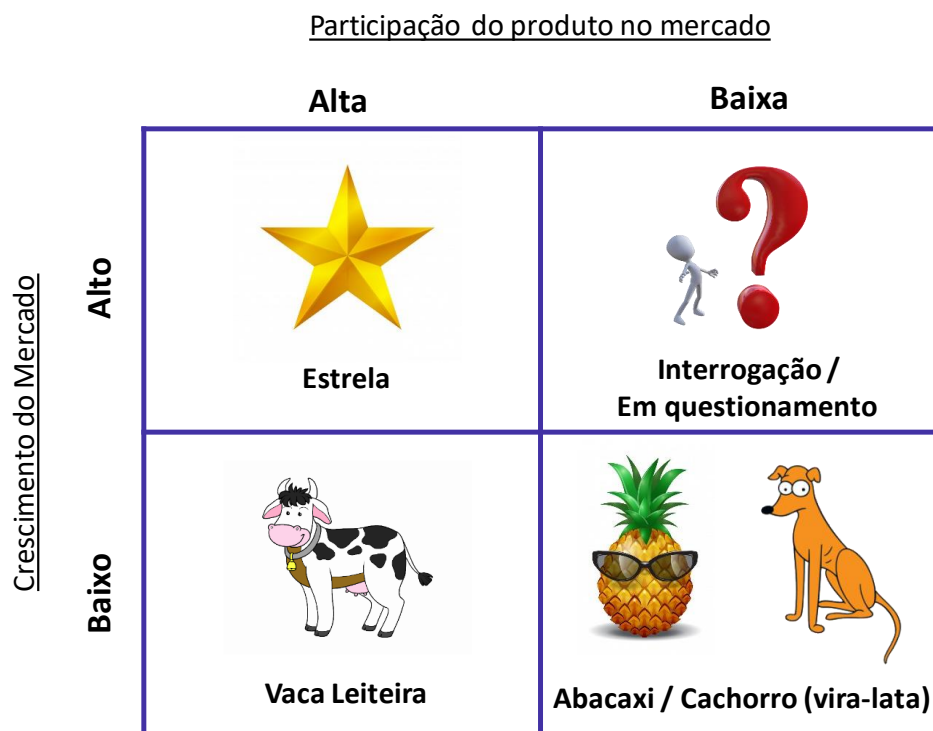 Participação do produto no mercado
Alta
Baixa
Crescimento do Mercado
Alto
Estrela
Interrogação /
Em questionamento
Baixo
Vaca Leiteira
Abacaxi / Cachorro (vira-lata)